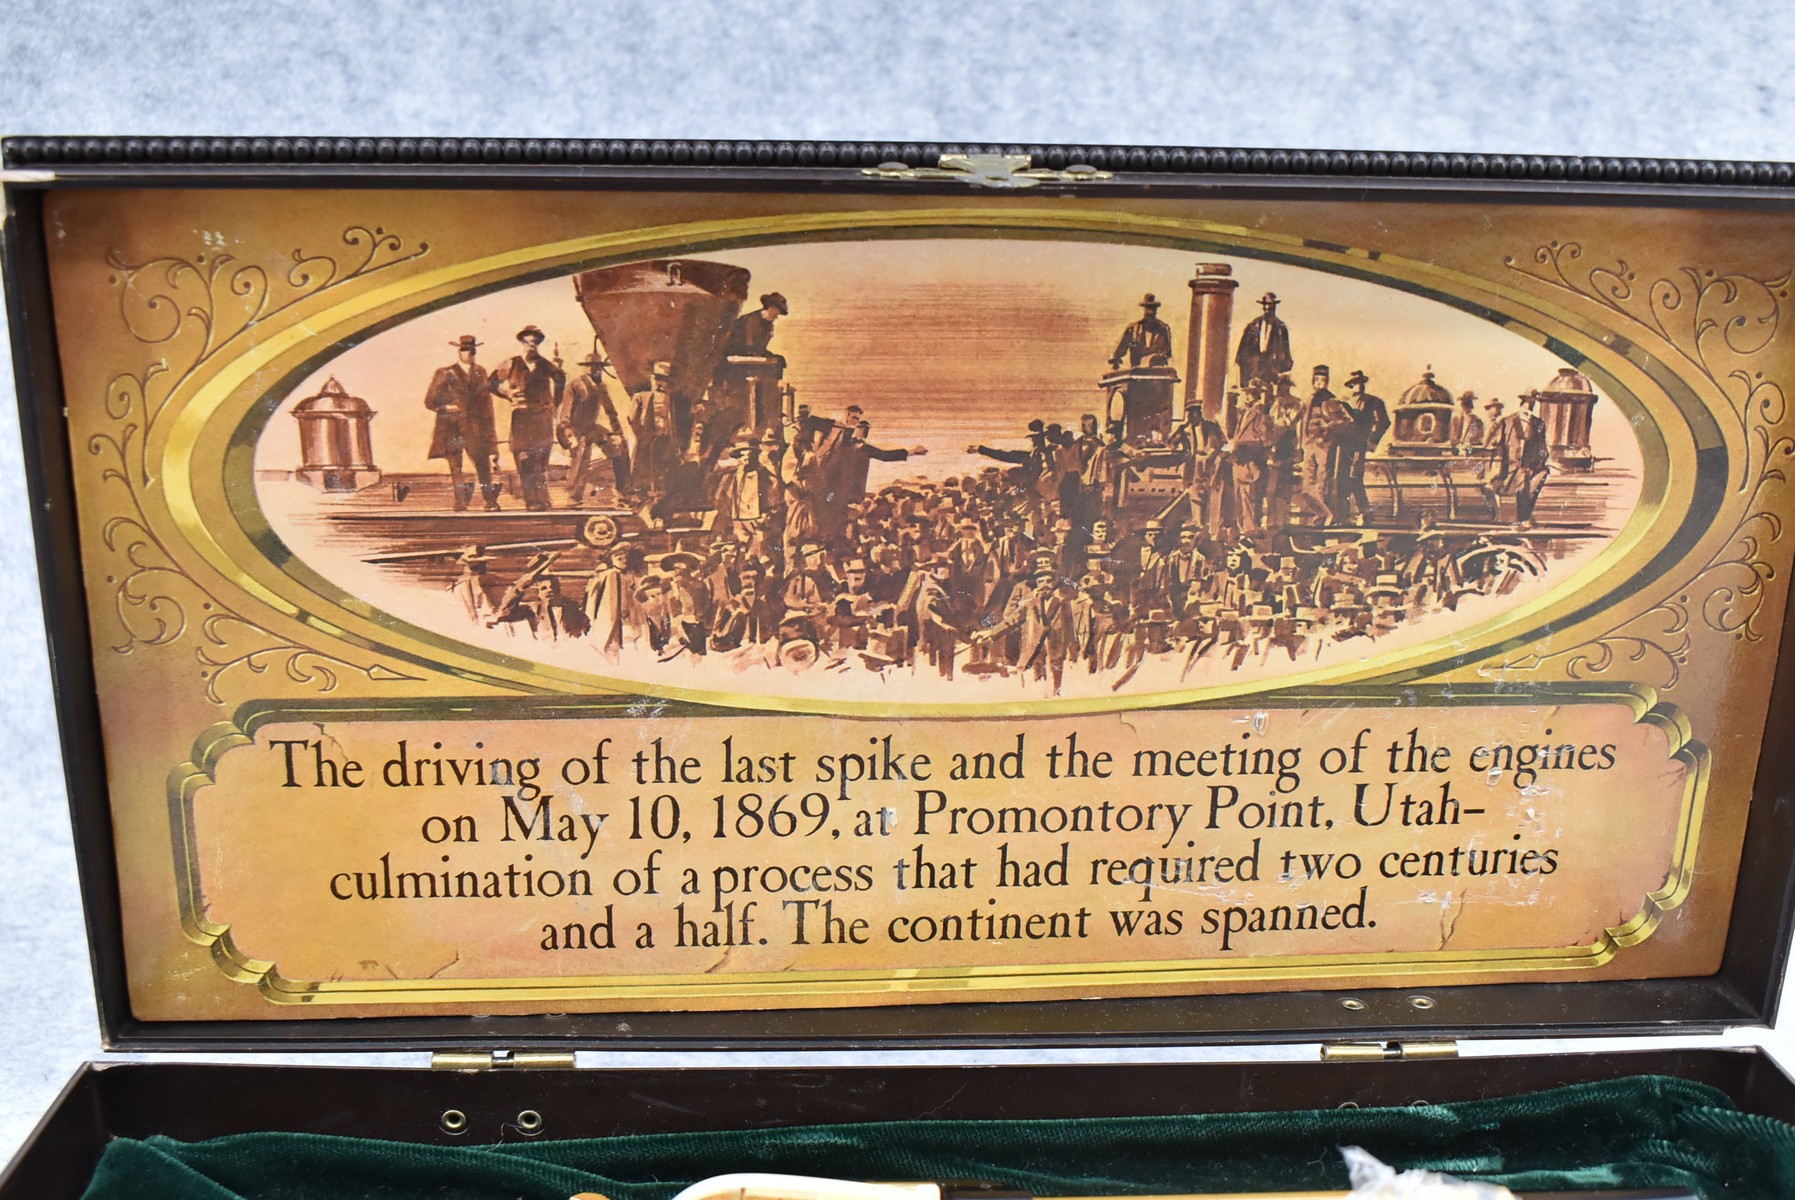 The driving of the last spike and the meeting of the engines
on May 10, 1869, at Promontory Point, Utah–
culmination of a process that had required two centuries
and a half. The continent was spanned.